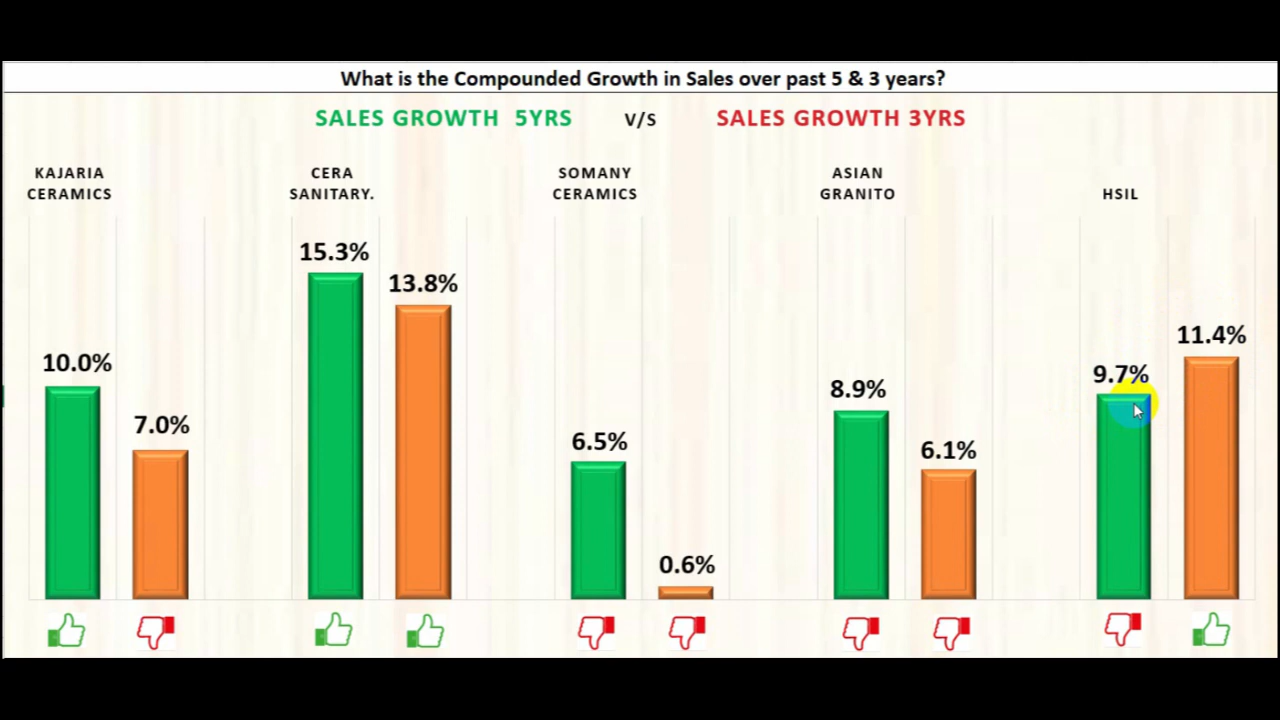 What is the Compounded Growth in Sales over past 5 & 3 years?
SALES GROWTH 5YRS V/S SALES GROWTH 3YRS
KAJARIA
CERAMICS
CERA
SANITARY.
SOMANY
CERAMICS
ASIAN
GRANITO
HSIL
10.0%
7.0%
15.3%
13.8%
6.5%
0.6%
8.9%
6.1%
9.7%
11.4%